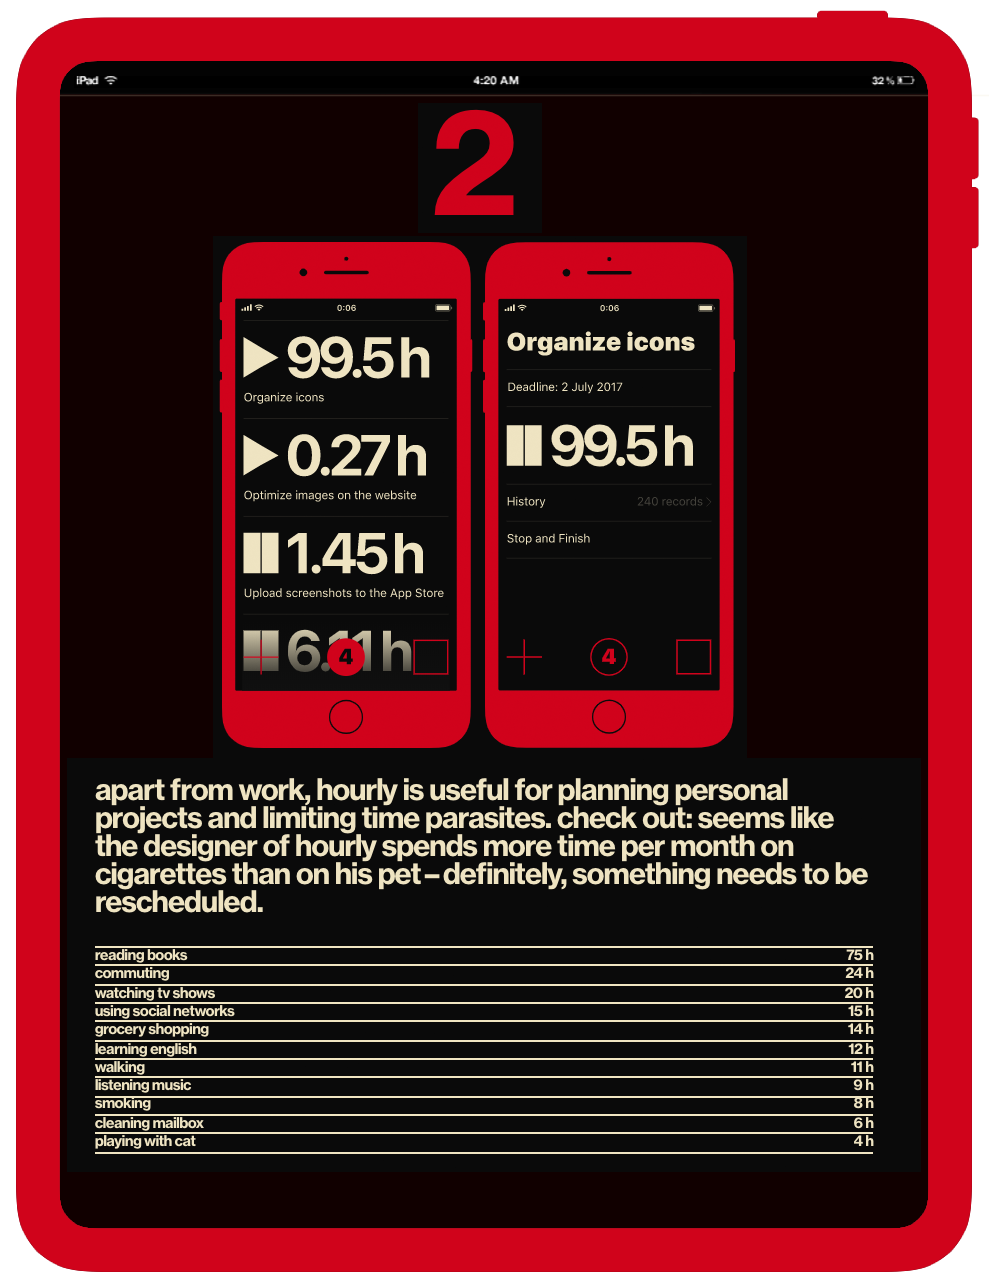 iPad 4:20 AM 32%
2
0:06
99.5h
Organize icons
0.27h
Optimize images on the website
1.45h
Upload screenshots to the App Store
6.11h
4
0:06
Organize icons
Deadline: 2 July 2017
99.5h
History 240 records
Stop and Finish
4
apart from work, hourly is useful for planning personal
projects and limiting time parasites. check out: seems like
the designer of hourly spends more time per month on
cigarettes than on his pet – definitely, something needs to be
rescheduled.
reading books 75 h
commuting 24 h
watching tv shows 20 h
using social networks 15 h
grocery shopping 14 h
learning english 12 h
walking 11 h
listening music 9 h
smoking 8 h
cleaning mailbox 6 h
playing with cat 4 h